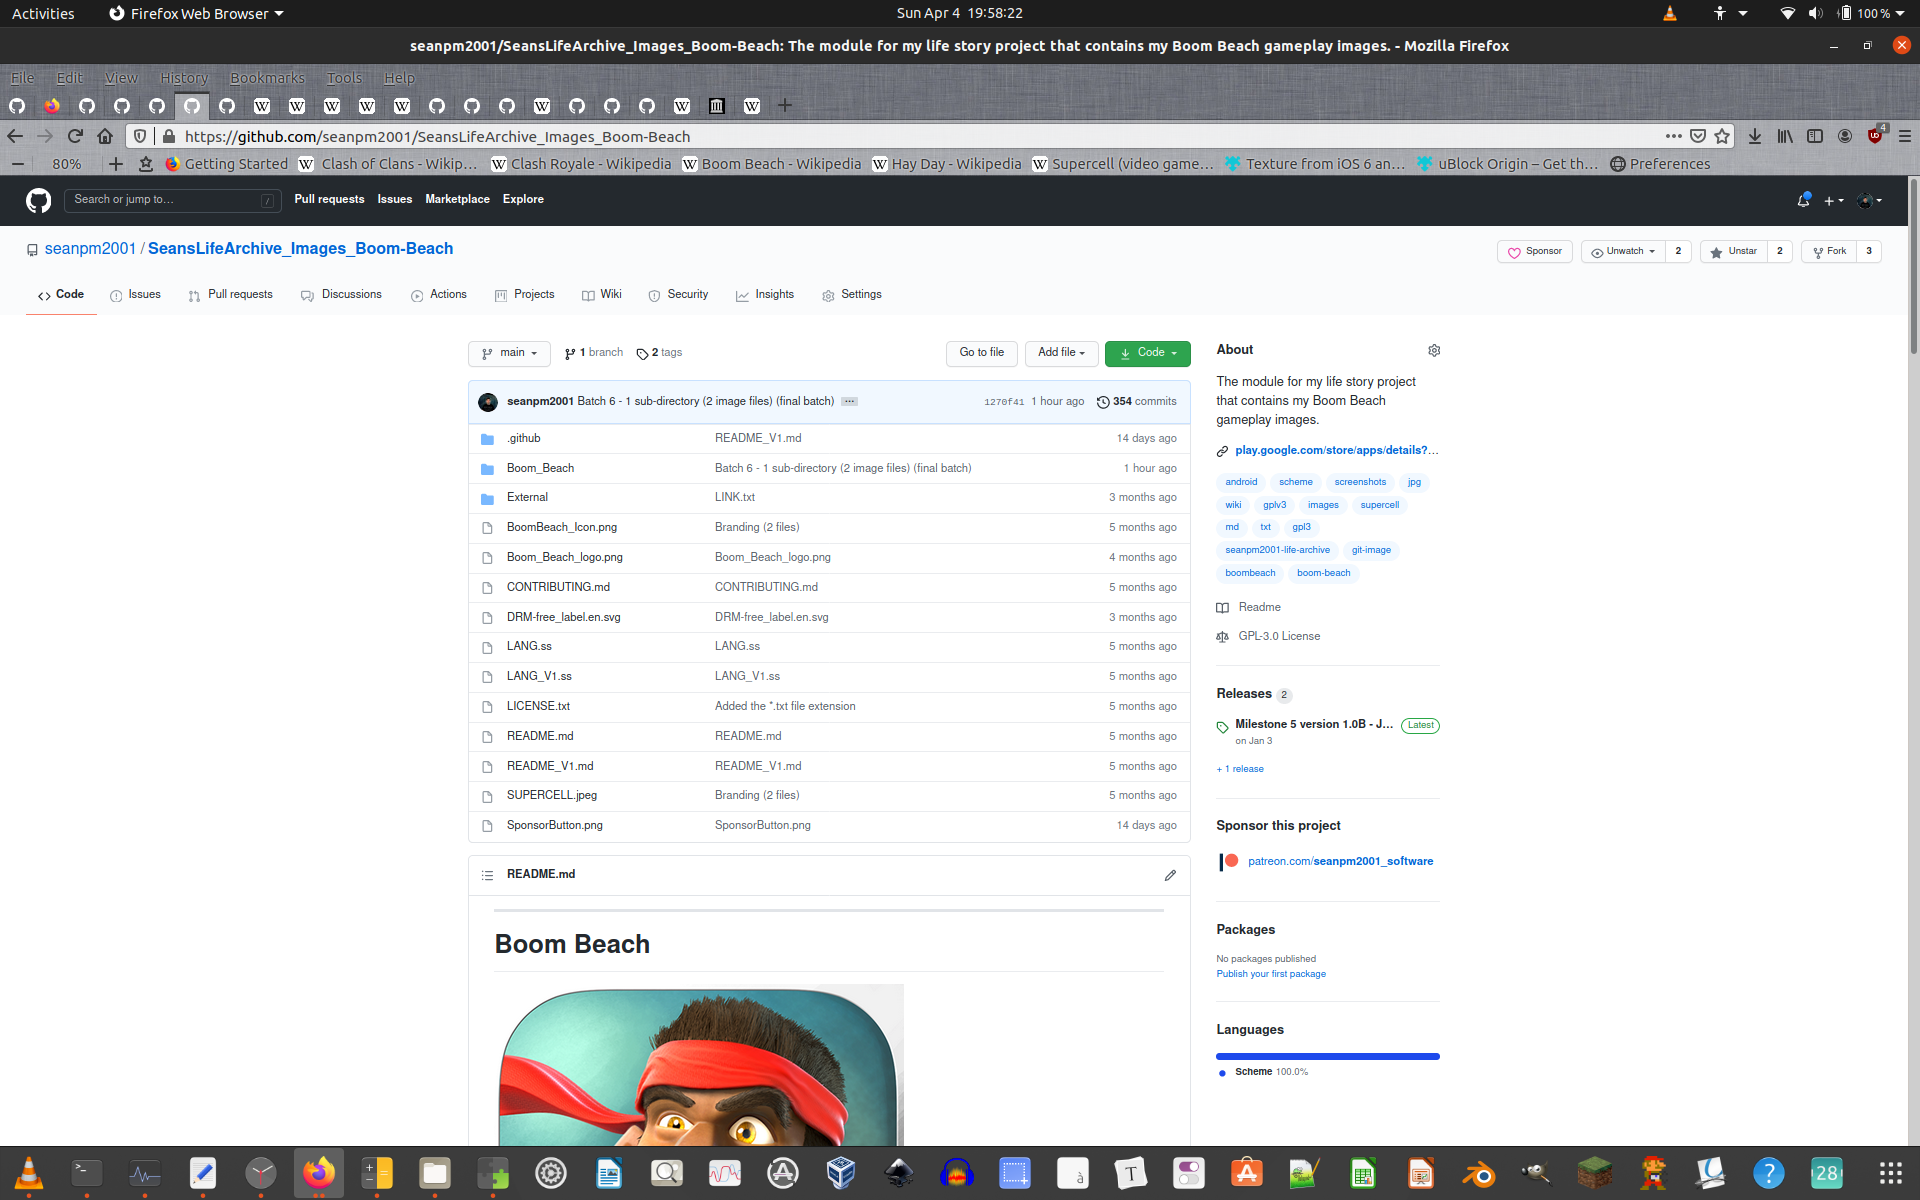 Activities Firefox Web Browser Sun Apr 4 19:58:22 100 %
seanpm2001/SeansLifeArchive_Images_Boom-Beach: The module for my life story project that contains my Boom Beach gameplay images. - Mozilla Firefox
File Edit View History Bookmarks Tools Help
https://github.com/seanpm2001/SeansLifeArchive_Images_Boom-Beach 4
80% Getting Started Clash of Clans - Wikip… Clash Royale - Wikipedia Boom Beach - Wikipedia Hay Day - Wikipedia Supercell (video game… Texture from iOS 6 an… uBlock Origin – Get th… Preferences
Search or jump to… / Pull requests Issues Marketplace Explore
seanpm2001 / SeansLifeArchive_Images_Boom-Beach Sponsor Unwatch 2 Unstar 2 Fork 3
Code Issues Pull requests Discussions Actions Projects Wiki Security Insights Settings
main 1 branch 2 tags Go to file Add file Code
seanpm2001 Batch 6 - 1 sub-directory (2 image files) (final batch) … 1270f41 1 hour ago 354 commits
.github README_V1.md 14 days ago
Boom_Beach Batch 6 - 1 sub-directory (2 image files) (final batch) 1 hour ago
External LINK.txt 3 months ago
BoomBeach_Icon.png Branding (2 files) 5 months ago
Boom_Beach_logo.png Boom_Beach_logo.png 4 months ago
CONTRIBUTING.md CONTRIBUTING.md 5 months ago
DRM-free_label.en.svg DRM-free_label.en.svg 3 months ago
LANG.ss LANG.ss 5 months ago
LANG_V1.ss LANG_V1.ss 5 months ago
LICENSE.txt Added the *.txt file extension 5 months ago
README.md README.md 5 months ago
README_V1.md README_V1.md 5 months ago
SUPERCELL.jpeg Branding (2 files) 5 months ago
SponsorButton.png SponsorButton.png 14 days ago
README.md
Boom Beach
About
The module for my life story project
that contains my Boom Beach
gameplay images.
play.google.com/store/apps/details?…
android scheme screenshots jpg
wiki gplv3 images supercell
md txt gpl3
seanpm2001-life-archive git-image
boombeach boom-beach
Readme
GPL-3.0 License
Releases 2
Milestone 5 version 1.0B - J… Latest
on Jan 3
+ 1 release
Sponsor this project
patreon.com/seanpm2001_software
Packages
No packages published
Publish your first package
Languages
Scheme 100.0%
28